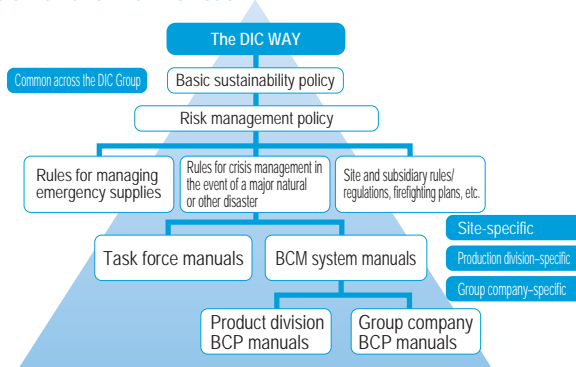 The DIC WAY
Common across the DIC Group
Basic sustainability policy
Risk management policy
Rules for managing
emergency supplies
Rules for crisis management in
the event of a major natural
or other disaster
Site and subsidiary rules/
regulations, firefighting plans, etc.
Site-specific
Task force manuals
BCM system manuals
Production division-specific
Group company-specific
Product division
BCP manuals
Group company
BCP manuals